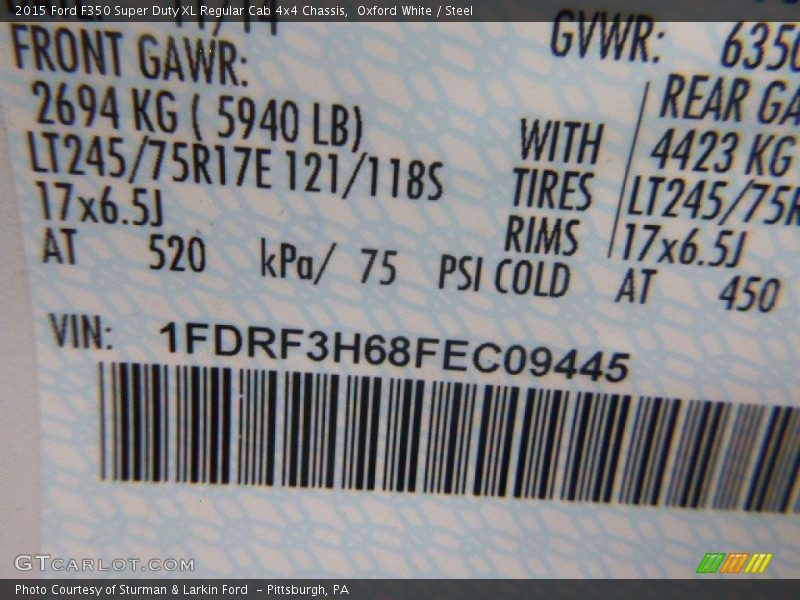 2015 Ford F350 Super Duty XL Regular Cab 4x4 Chassis, Oxford White / Steel
11/14
FRONT GAWR: GVWR: 6350
2694 KG ( 5940 LB) WITH REAR GA
LT245/75R17E 121/118S TIRES 4423 KG
17x6.5J RIMS LT245/75R
AT 520 kPa/ 75 PSI COLD 17x6.5J
AT 450
VIN: 1FDRF3H68FEC09445
GTCARLOT.COM
Photo Courtesy of Sturman & Larkin Ford - Pittsburgh, PA